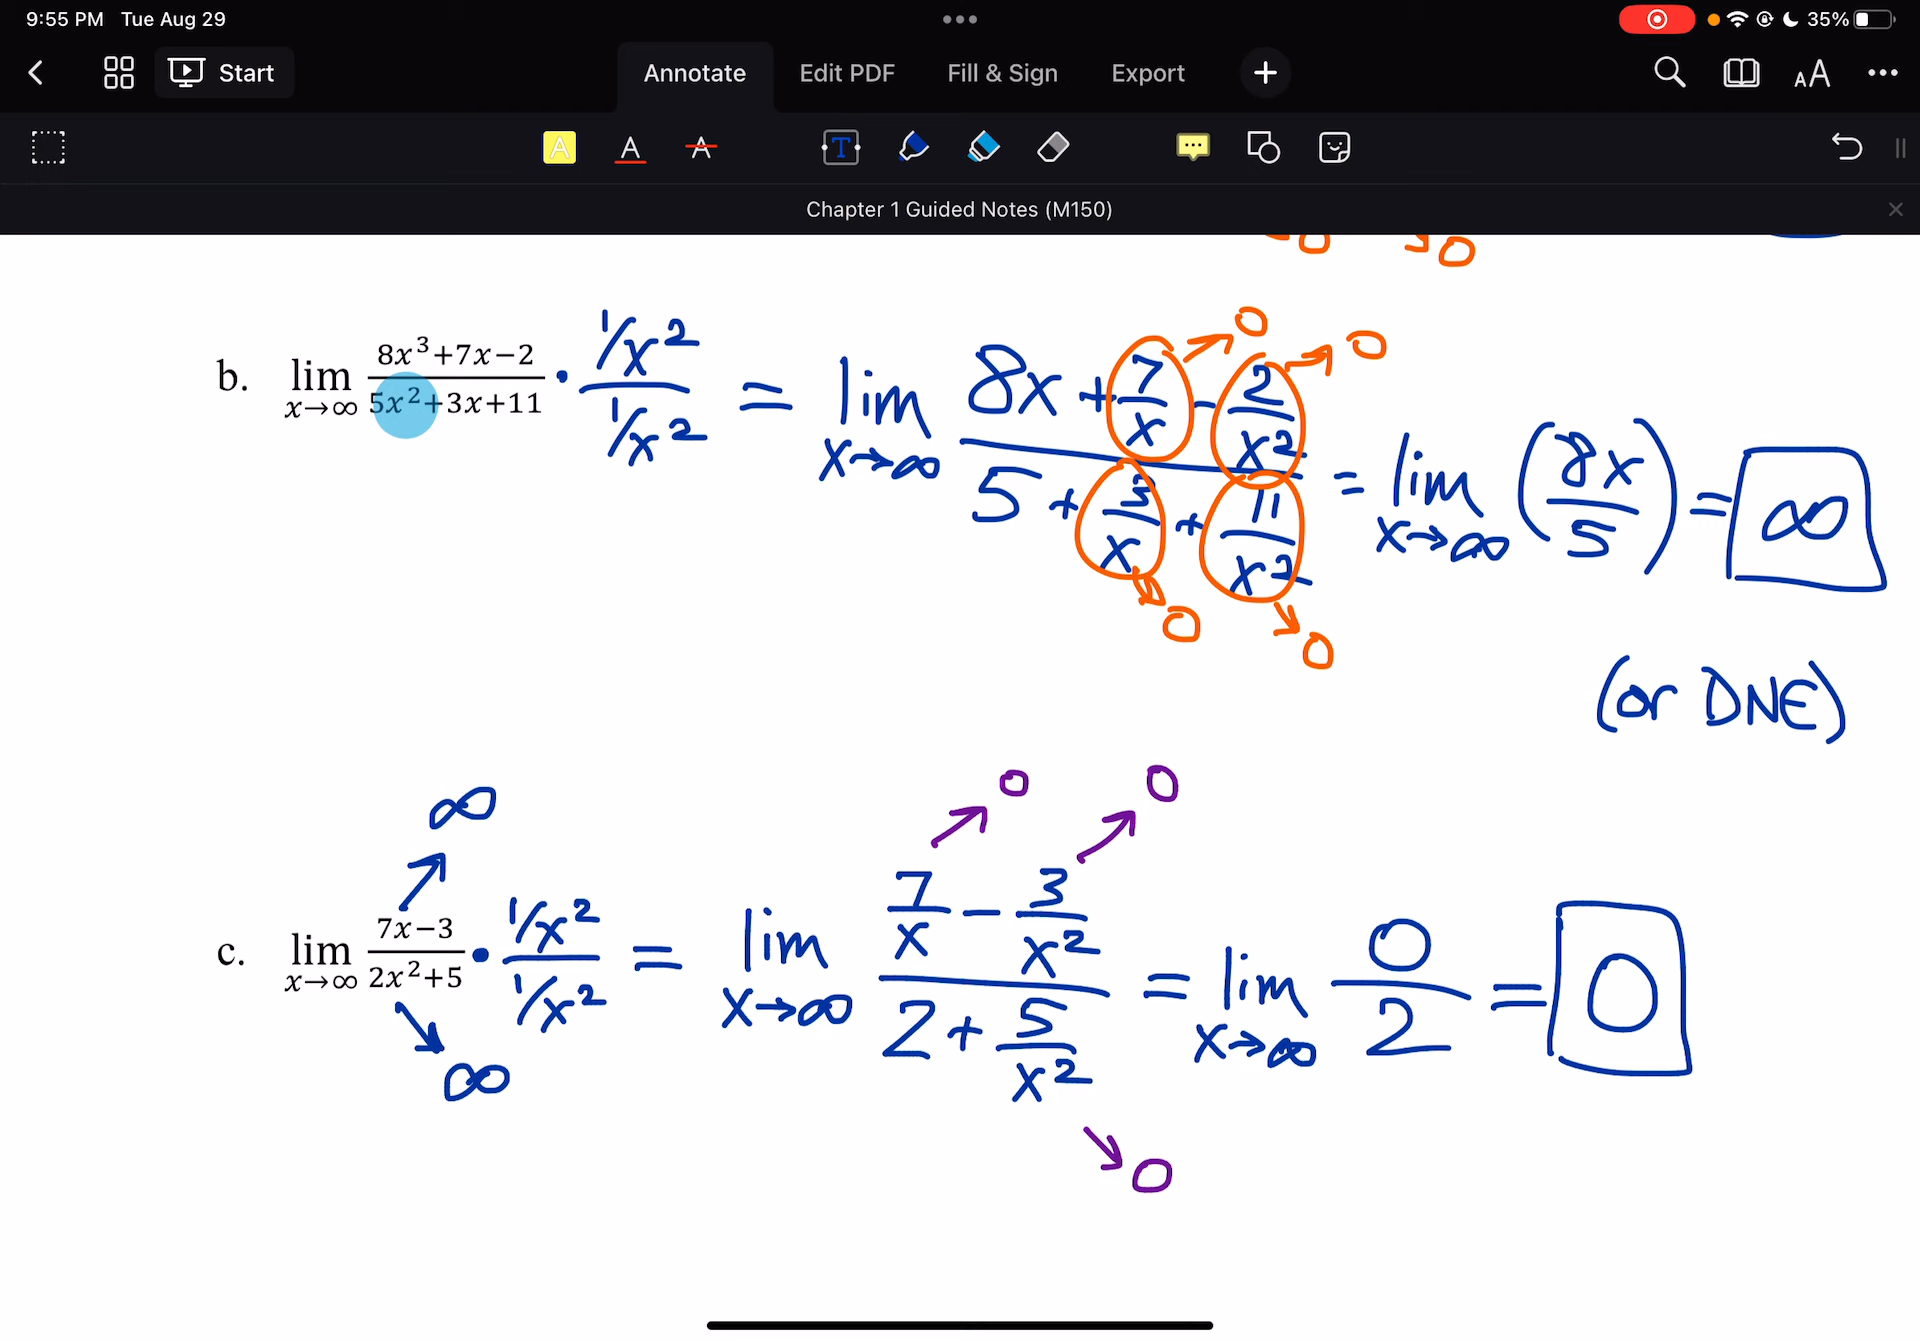 9:55 PM Tue Aug 29
35%
Start
Annotate Edit PDF Fill & Sign Export
AA
A A A T
Chapter 1 Guided Notes (M150)
0 0
b. lim x→∞ (8x³+7x−2)/(5x²+3x+11) • (1/x²)/(1/x²) = lim x→∞ (8x + 7/x − 2/x²)/(5 + 3/x + 11/x²) = lim x→∞ (8x/5) = ∞
→0 →0
→0 →0
(or DNE)
∞ 0 0
c. lim x→∞ (7x−3)/(2x²+5) • (1/x²)/(1/x²) = lim x→∞ (7/x − 3/x²)/(2 + 5/x²) = lim x→∞ 0/2 = 0
∞ 0